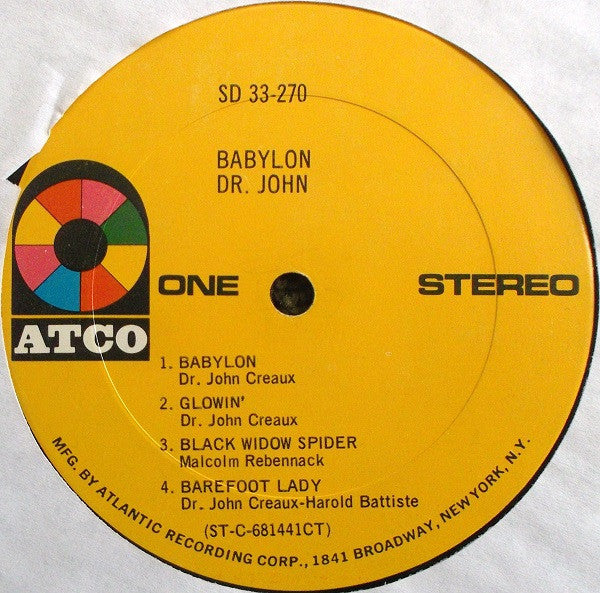 SD 33-270
BABYLON
DR. JOHN
ATCO
ONE
STEREO
1. BABYLON
Dr. John Creaux
2. GLOWIN'
Dr. John Creaux
3. BLACK WIDOW SPIDER
Malcolm Rebennack
4. BAREFOOT LADY
Dr. John Creaux-Harold Battiste
(ST-C-681441CT)
MFG. BY ATLANTIC RECORDING CORP., 1841 BROADWAY, NEW YORK, N.Y.